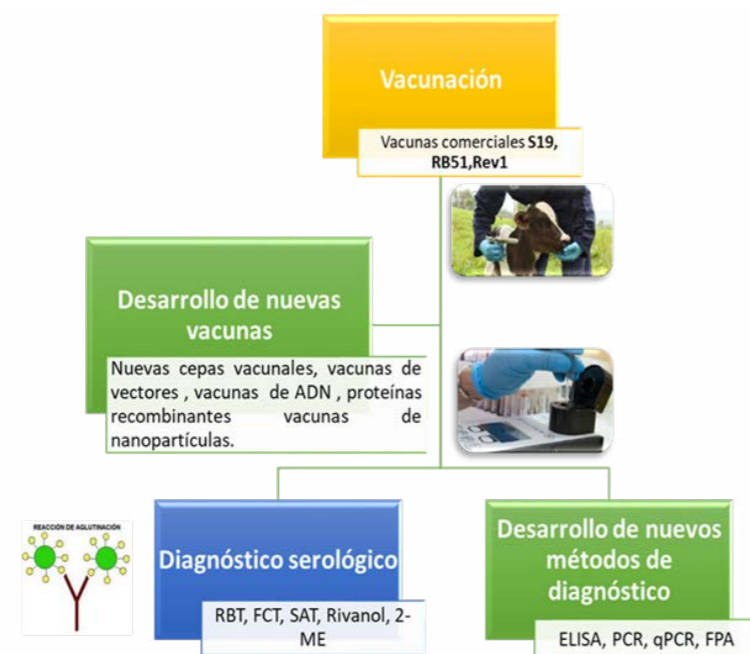 Vacunación
Vacunas comerciales S19,
RB51,Rev1
Desarrollo de nuevas
vacunas
Nuevas cepas vacunales, vacunas de
vectores , vacunas de ADN , proteínas
recombinantes vacunas de
nanopartículas.
REACCIÓN DE AGLUTINACIÓN
Diagnóstico serológico
RBT, FCT, SAT, Rivanol, 2-
ME
Desarrollo de nuevos
métodos de
diagnóstico
ELISA, PCR, qPCR, FPA